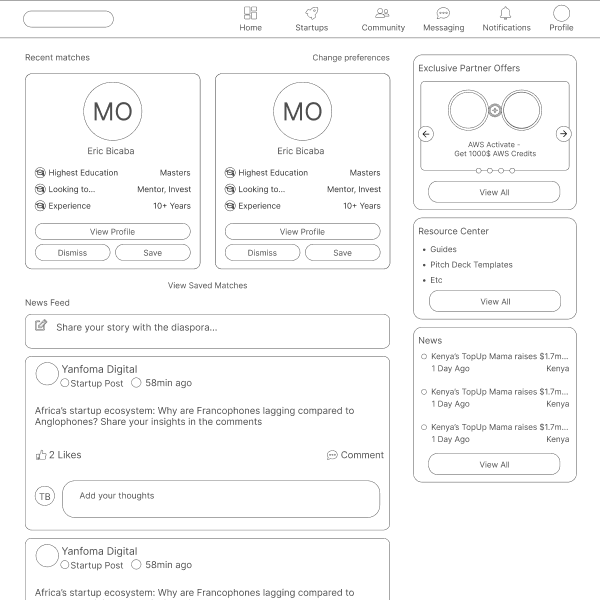 Home
Startups
Community
Messaging
Notifications
Profile
Recent matches
Change preferences
MO
Eric Bicaba
Highest Education
Masters
Looking to...
Mentor, Invest
Experience
10+ Years
View Profile
Dismiss
Save
MO
Eric Bicaba
Highest Education
Masters
Looking to...
Mentor, Invest
Experience
10+ Years
View Profile
Dismiss
Save
View Saved Matches
News Feed
Share your story with the diaspora...
Yanfoma Digital
Startup Post
58min ago
Africa's startup ecosystem: Why are Francophones lagging compared to
Anglophones? Share your insights in the comments
2 Likes
Comment
TB
Add your thoughts
Yanfoma Digital
Startup Post
58min ago
Africa's startup ecosystem: Why are Francophones lagging compared to
Exclusive Partner Offers
AWS Activate -
Get 1000$ AWS Credits
View All
Resource Center
• Guides
• Pitch Deck Templates
• Etc
View All
News
Kenya's TopUp Mama raises $1.7m...
1 Day Ago
Kenya
Kenya's TopUp Mama raises $1.7m...
1 Day Ago
Kenya
Kenya's TopUp Mama raises $1.7m...
1 Day Ago
Kenya
View All